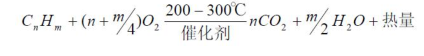 CₙHₘ + (n + m/4)O₂ 200－300℃ 催化剂 nCO₂ + m/2 H₂O + 热量